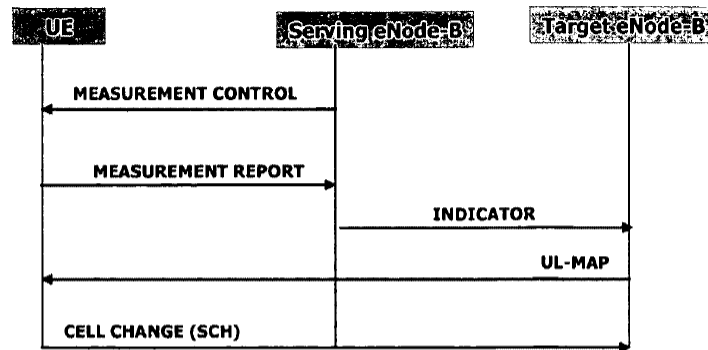 UE
Serving eNode-B
Target eNode-B
MEASUREMENT CONTROL
MEASUREMENT REPORT
INDICATOR
UL-MAP
CELL CHANGE (SCH)